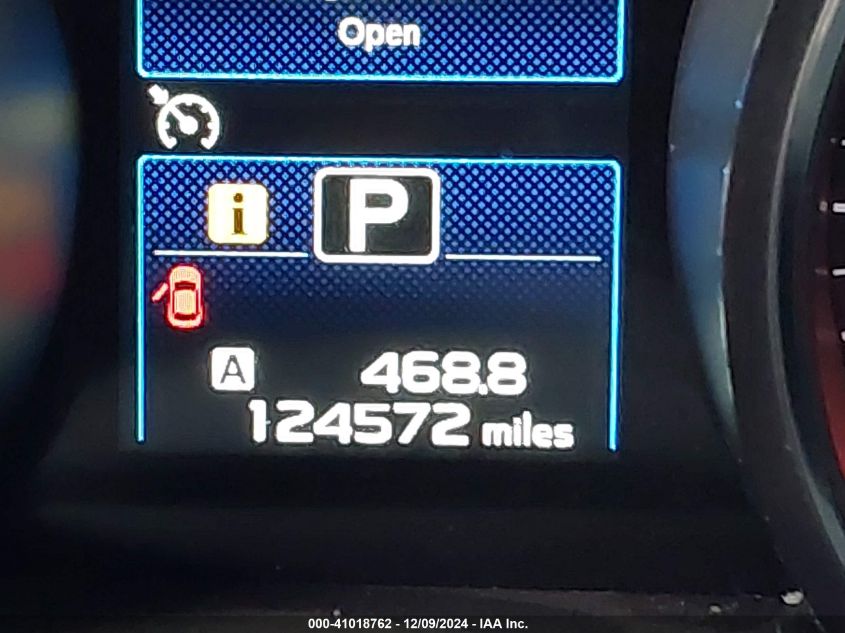 Open
i P
A 468.8
124572 miles
000-41018762 - 12/09/2024 - IAA Inc.